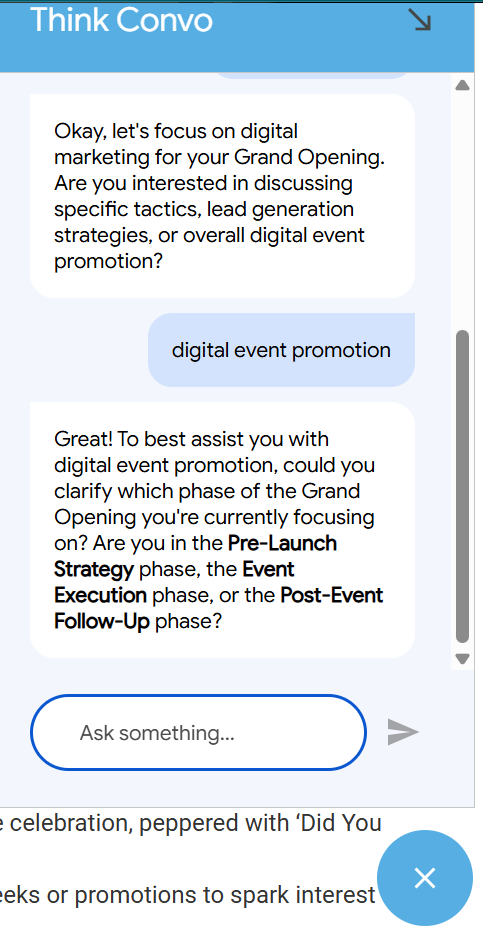 Think Convo
Okay, let's focus on digital
marketing for your Grand Opening.
Are you interested in discussing
specific tactics, lead generation
strategies, or overall digital event
promotion?
digital event promotion
Great! To best assist you with
digital event promotion, could you
clarify which phase of the Grand
Opening you're currently focusing
on? Are you in the Pre-Launch
Strategy phase, the Event
Execution phase, or the Post-Event
Follow-Up phase?
Ask something...
celebration, peppered with ‘Did You
or promotions to spark interest